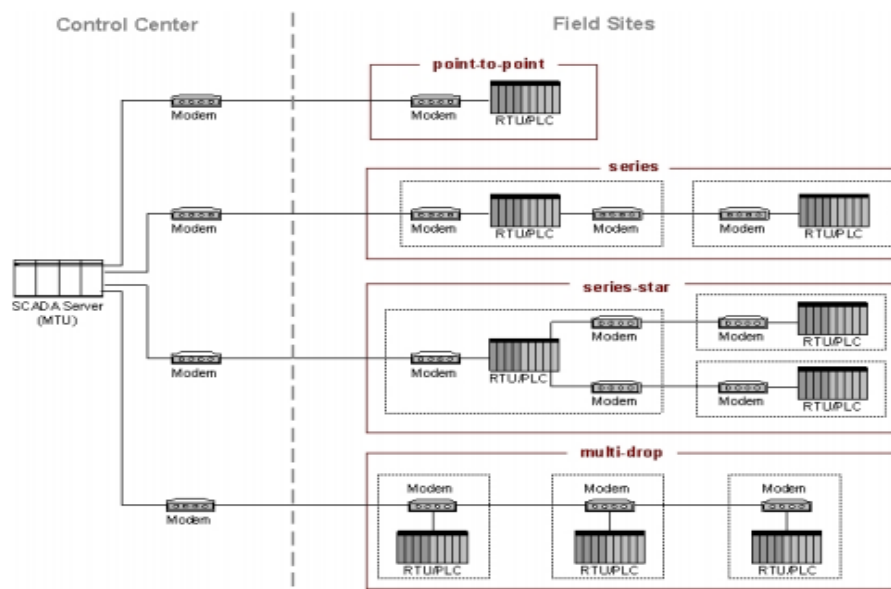 Control Center
Field Sites
point-to-point
Modem
Modem
RTU/PLC
series
Modem
Modem
RTU/PLC
Modem
Modem
RTU/PLC
SCADA Server
(MTU)
series-star
Modem
Modem
RTU/PLC
Modem
Modem
RTU/PLC
Modem
Modem
RTU/PLC
multi-drop
Modem
Modem
Modem
Modem
RTU/PLC
RTU/PLC
RTU/PLC